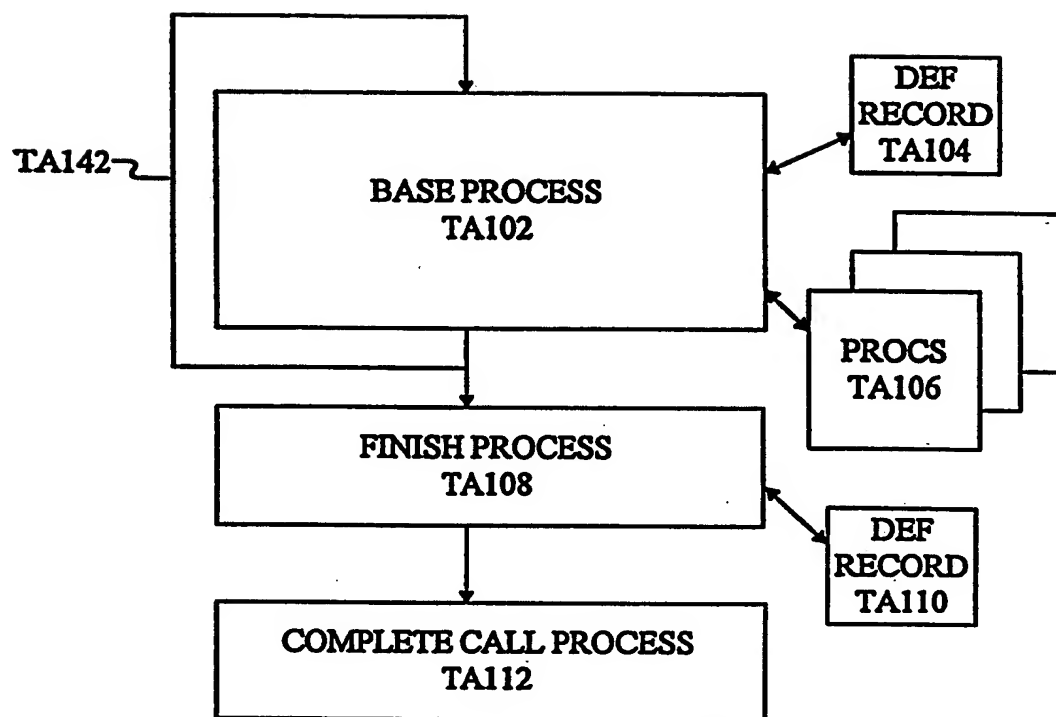 DEF
RECORD
TA104
TA142
BASE PROCESS
TA102
PROCS
TA106
FINISH PROCESS
TA108
DEF
RECORD
TA110
COMPLETE CALL PROCESS
TA112